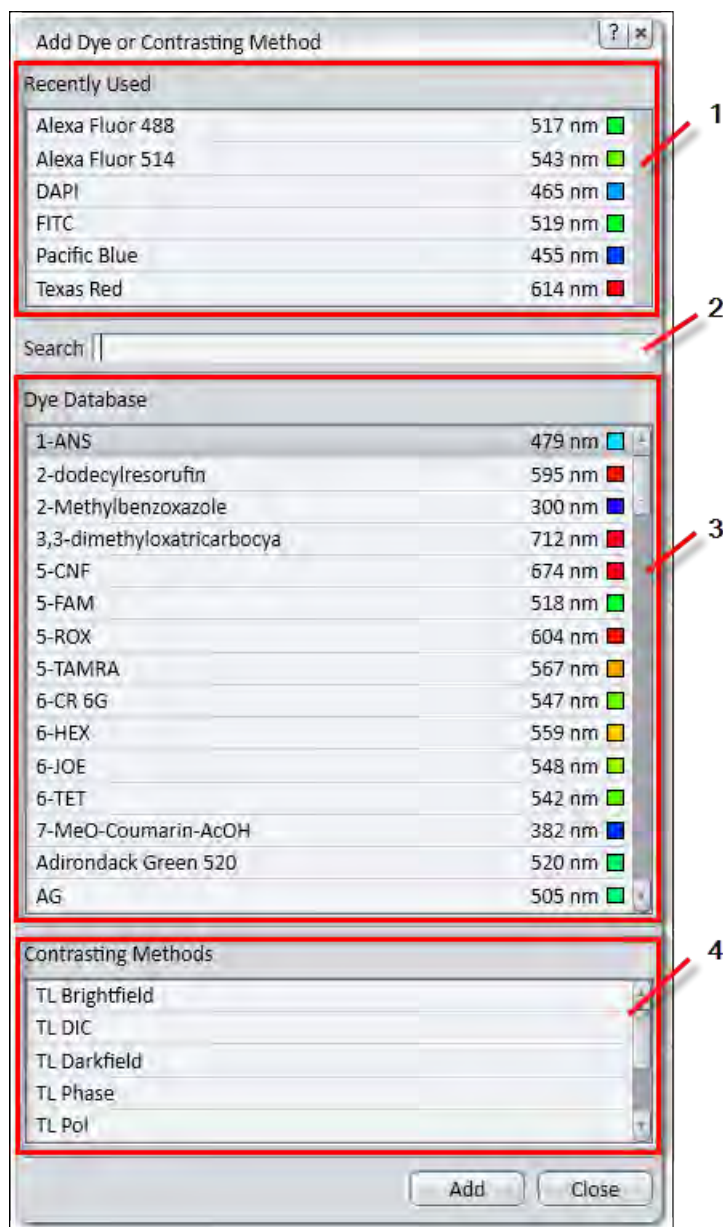 Add Dye or Contrasting Method ?
Recently Used
Alexa Fluor 488 517 nm
Alexa Fluor 514 543 nm
DAPI 465 nm
FITC 519 nm
Pacific Blue 455 nm
Texas Red 614 nm
1
Search
2
Dye Database
1-ANS 479 nm
2-dodecylresorufin 595 nm
2-Methylbenzoxazole 300 nm
3,3-dimethyloxatricarbocya 712 nm
5-CNF 674 nm
5-FAM 518 nm
5-ROX 604 nm
5-TAMRA 567 nm
6-CR 6G 547 nm
6-HEX 559 nm
6-JOE 548 nm
6-TET 542 nm
7-MeO-Coumarin-AcOH 382 nm
Adirondack Green 520 520 nm
AG 505 nm
3
Contrasting Methods
TL Brightfield
TL DIC
TL Darkfield
TL Phase
TL Pol
4
Add Close